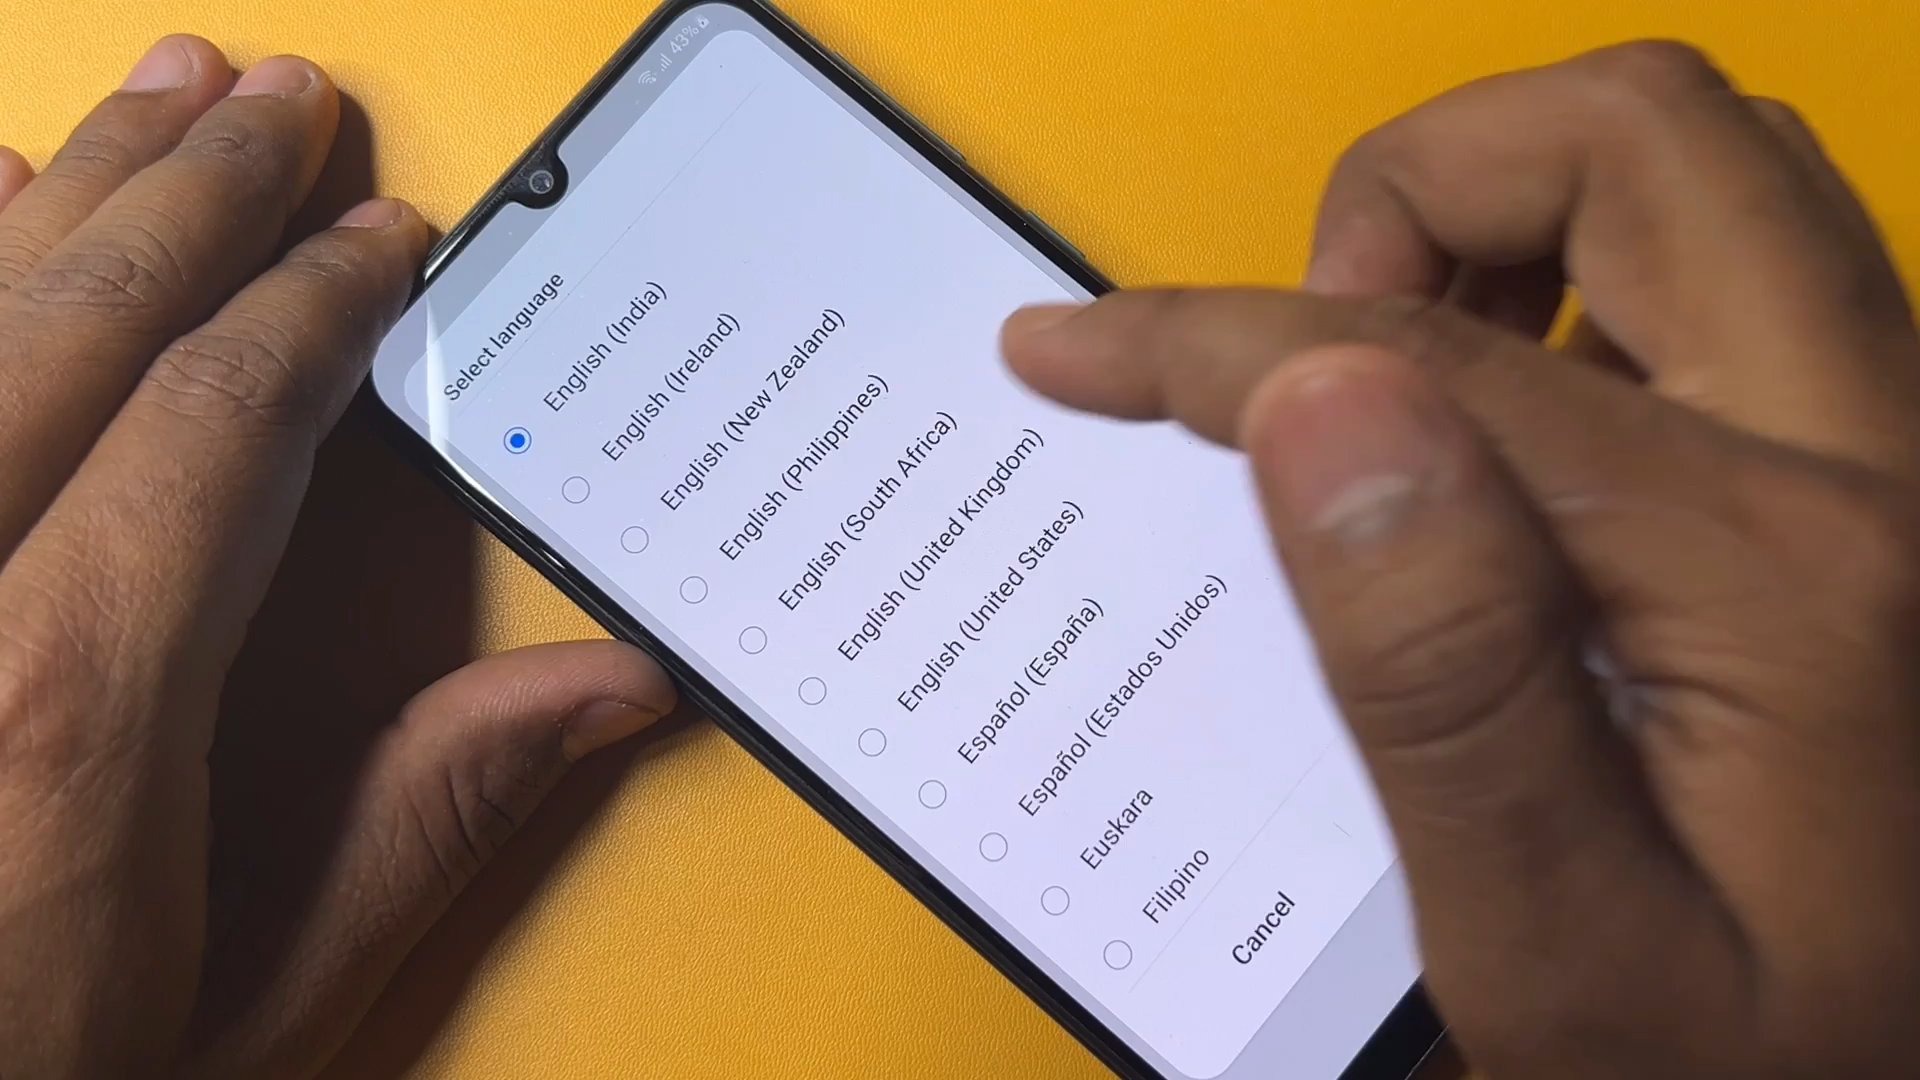 43%
Select language
English (India)
English (Ireland)
English (New Zealand)
English (Philippines)
English (South Africa)
English (United Kingdom)
English (United States)
Español (España)
Español (Estados Unidos)
Euskara
Filipino
Cancel